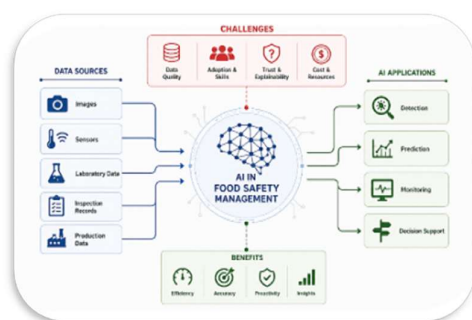 CHALLENGES
Data
Quality
Adoption &
Skills
Trust &
Explainability
Cost &
Resources
DATA SOURCES
Images
Sensors
Laboratory Data
Inspection
Records
Production
Data
AI IN
FOOD SAFETY
MANAGEMENT
AI APPLICATIONS
Detection
Prediction
Monitoring
Decision Support
BENEFITS
Efficiency
Accuracy
Proactivity
Insights